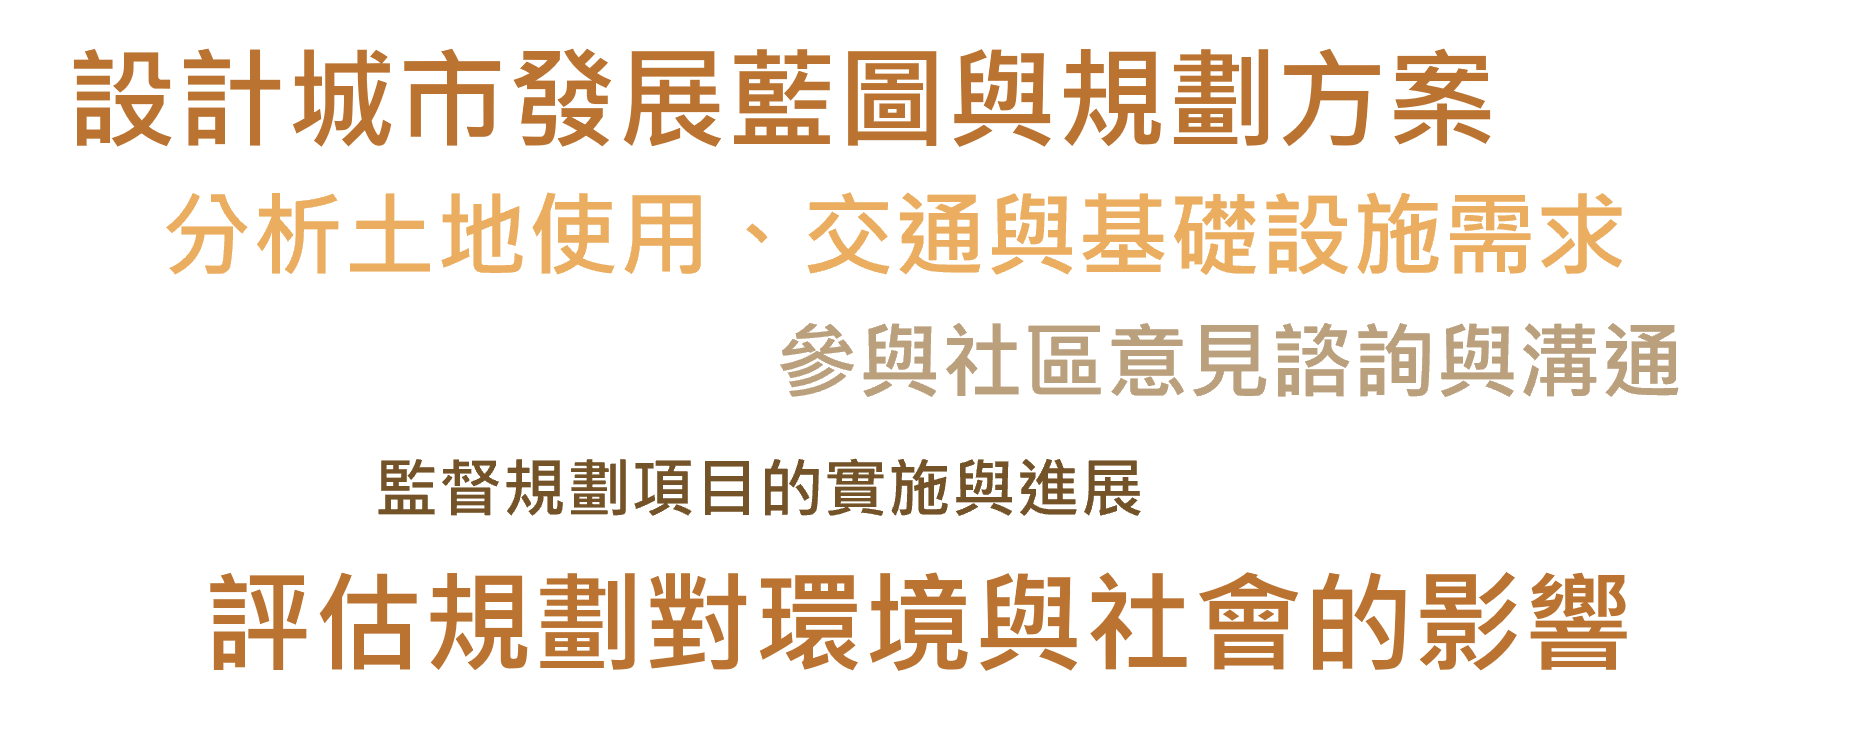 設計城市發展藍圖與規劃方案
分析土地使用、交通與基礎設施需求
參與社區意見諮詢與溝通
監督規劃項目的實施與進展
評估規劃對環境與社會的影響